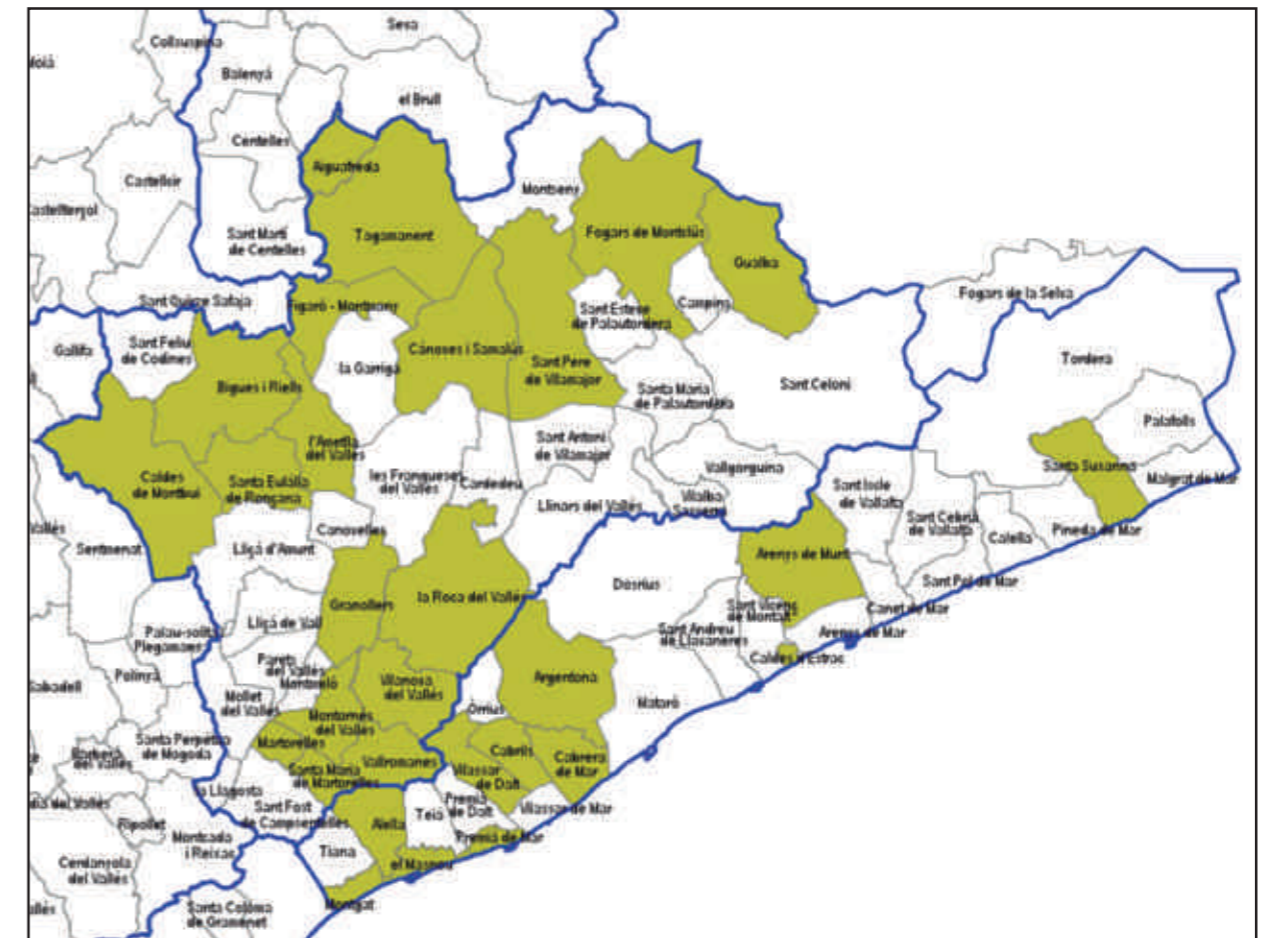 Seva
Collsuspina
Balenyà
el Brull
Centelles
Aiguafreda
Castellcir
Montseny
Castellterçol
Sant Martí
de Centelles
Tagamanent
Fogars de Montclús
Gualba
Sant Quirze Safaja
Figaró - Montmany
Sant Esteve
de Palautordera
Campins
Fogars de la Selva
Gallifa
Sant Feliu
de Codines
la Garriga
Cànoves i Samalús
Sant Pere
de Vilamajor
Tordera
Bigues i Riells
Santa Maria
de Palautordera
Sant Celoni
Palafolls
l'Ametlla
del Vallès
Sant Antoni
de Vilamajor
Caldes
de Montbui
Santa Eulàlia
de Ronçana
les Franqueses
del Vallès
Cardedeu
Vallgorguina
Santa Susanna
Malgrat de Mar
Llinars del Vallès
Vilalba
Sasserra
Sant Iscle
de Vallalta
Sant Cebrià
de Vallalta
Calella
Pineda de Mar
Vallès
Sentmenat
Canovelles
Lliçà d'Amunt
Arenys de Munt
Dosrius
Sant Pol de Mar
Granollers
la Roca del Vallès
Sant Vicenç
de Montalt
Canet de Mar
Lliçà de Vall
Sant Andreu
de Llavaneres
Arenys de Mar
Palau-solità
Plegamans
Caldes d'Estrac
Parets
del Vallès
Sabadell
Polinyà
Montmeló
Vilanova
del Vallès
Argentona
Mollet
del Vallès
Òrrius
Mataró
Montornès
del Vallès
Santa Perpètua
de Mogoda
Martorelles
Barberà
del Vallès
Vallromanes
Cabrils
Cabrera
de Mar
Santa Maria
de Martorelles
Vilassar
de Dalt
la Llagosta
Sant Fost
de Campsentelles
Premià
de Dalt
Vilassar de Mar
Teià
Ripollet
Alella
Montcada
i Reixac
Premià de Mar
Tiana
el Masnou
Cerdanyola
del Vallès
Montgat
Santa Coloma
de Gramenet